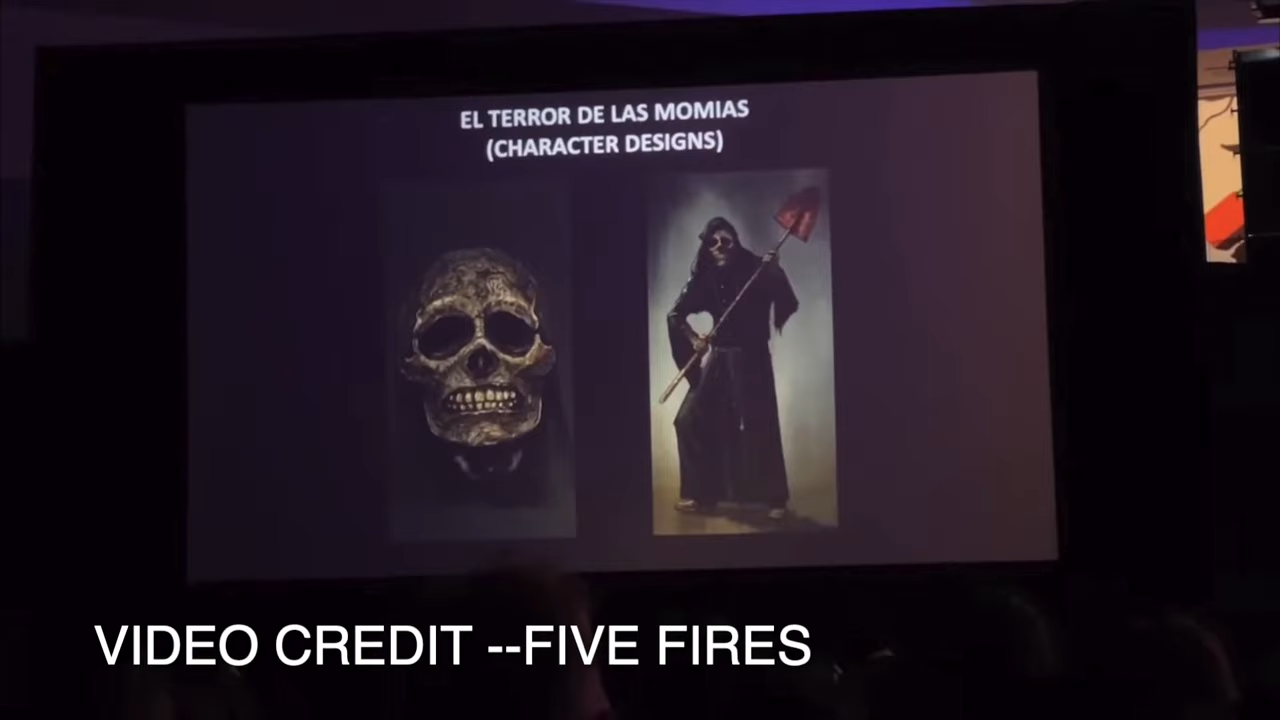 EL TERROR DE LAS MOMIAS
(CHARACTER DESIGNS)
VIDEO CREDIT --FIVE FIRES